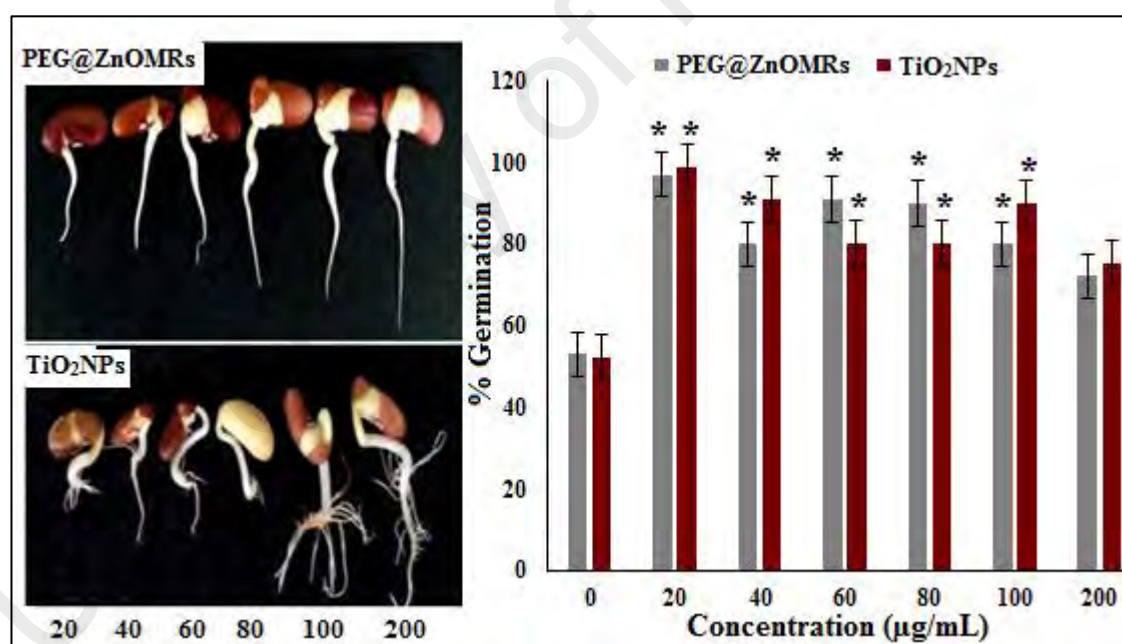 PEG@ZnOMRs
TiO₂NPs
20 40 60 80 100 200
PEG@ZnOMRs TiO₂NPs
% Germination
120
100
80
60
40
20
0
* * * * * * * * * *
0 20 40 60 80 100 200
Concentration (µg/mL)